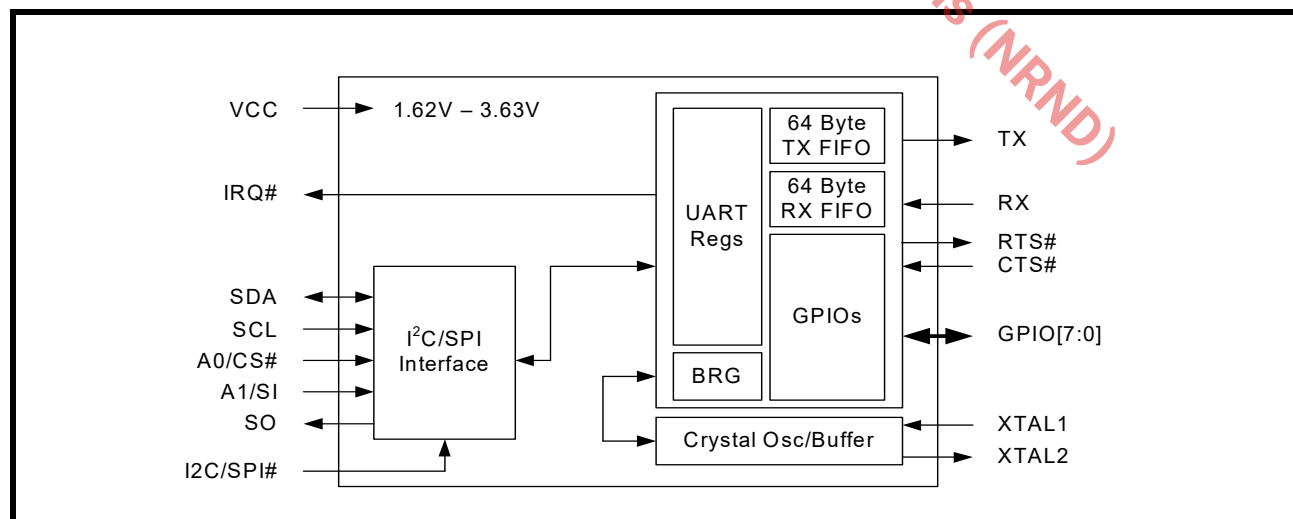 ns (NRND)
VCC
1.62V – 3.63V
IRQ#
SDA
SCL
A0/CS#
A1/SI
SO
I2C/SPI#
I²C/SPI
Interface
UART
Regs
64 Byte
TX FIFO
64 Byte
RX FIFO
GPIOs
BRG
Crystal Osc/Buffer
TX
RX
RTS#
CTS#
GPIO[7:0]
XTAL1
XTAL2